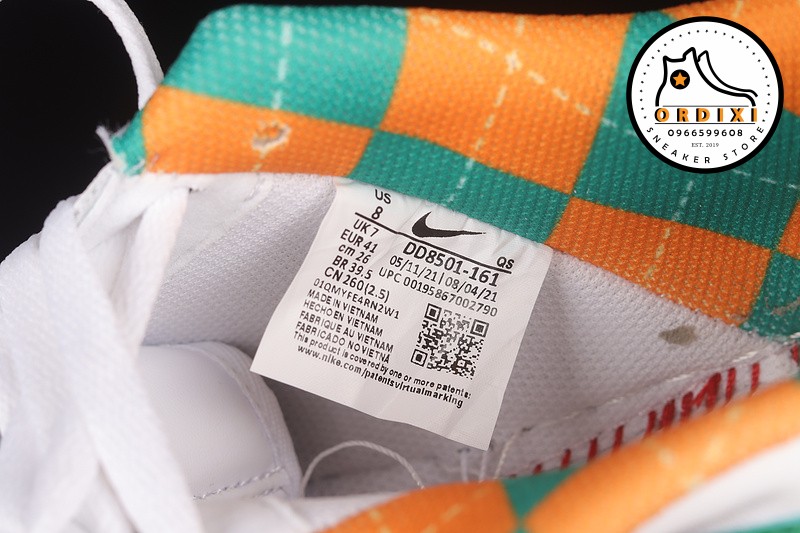 ORDIXI
0966599608
EST. 2019
SNEAKER STORE
US
8
UK 7
EUR 41
cm 26
BR 39.5
CN 260(2.5)
QS
DD8501-161
05/11/21 | 08/04/21
UPC 00195867002790
01QMYFE4RN2W1
MADE IN VIETNAM
HECHO EN VIETNAM
FABRIQUE AU VIETNAM
FABRICADO NO VIETNÃ
This product is covered by one or more patents:
www.nike.com/patentsvirtualmarking